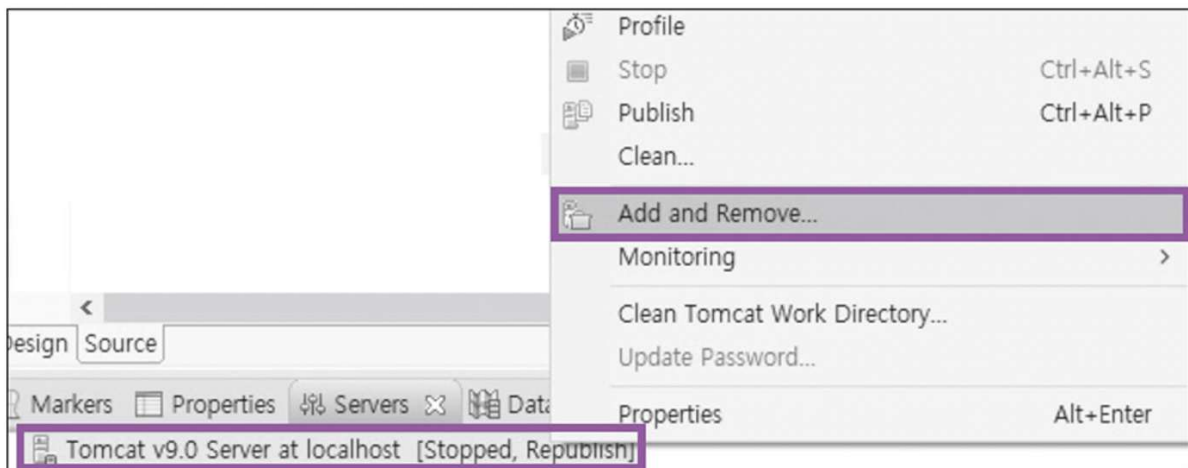 Profile
Stop Ctrl+Alt+S
Publish Ctrl+Alt+P
Clean...
Add and Remove...
Monitoring >
Clean Tomcat Work Directory...
Update Password...
Properties Alt+Enter
<
Design Source
Markers Properties Servers Data
Tomcat v9.0 Server at localhost [Stopped, Republish]